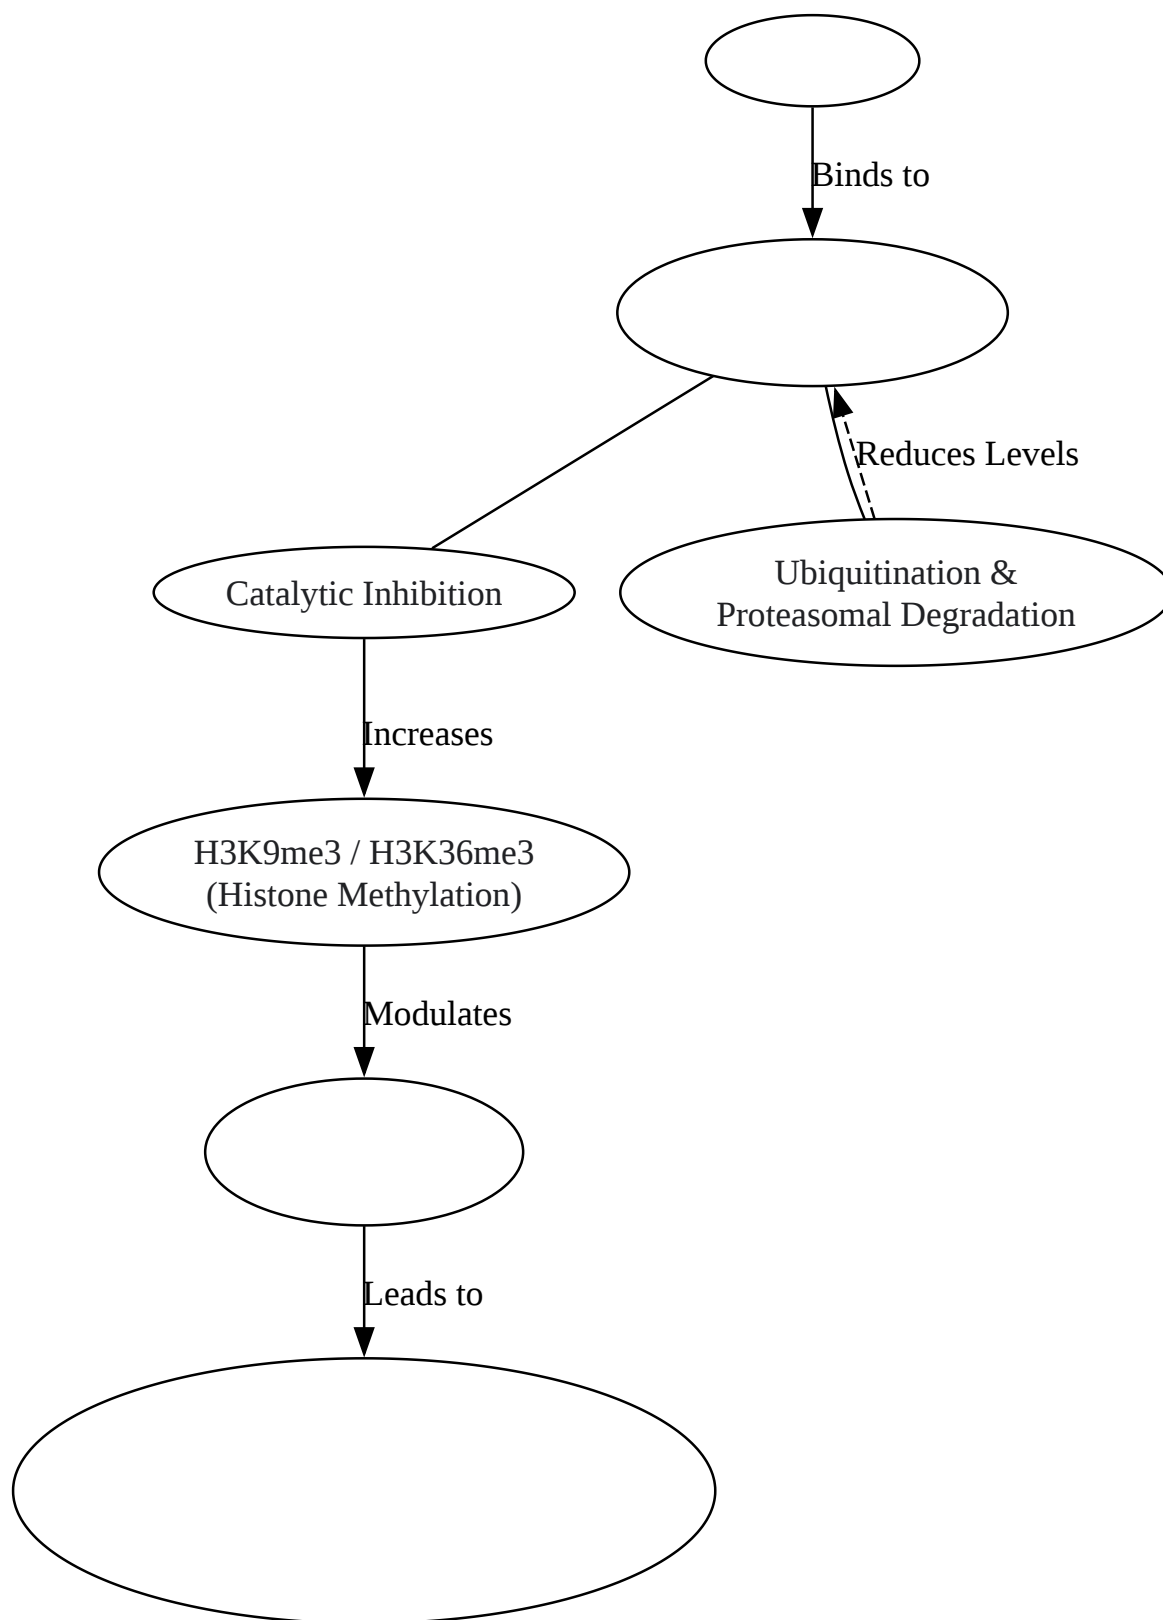 Binds to
Reduces Levels
Catalytic Inhibition
Ubiquitination &
Proteasomal Degradation
Increases
H3K9me3 / H3K36me3
(Histone Methylation)
Modulates
Leads to